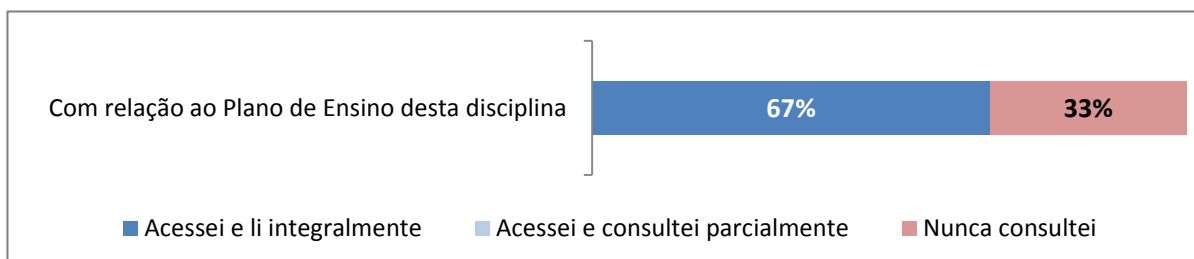 Com relação ao Plano de Ensino desta disciplina
67%
33%
Acessei e li integralmente
Acessei e consultei parcialmente
Nunca consultei